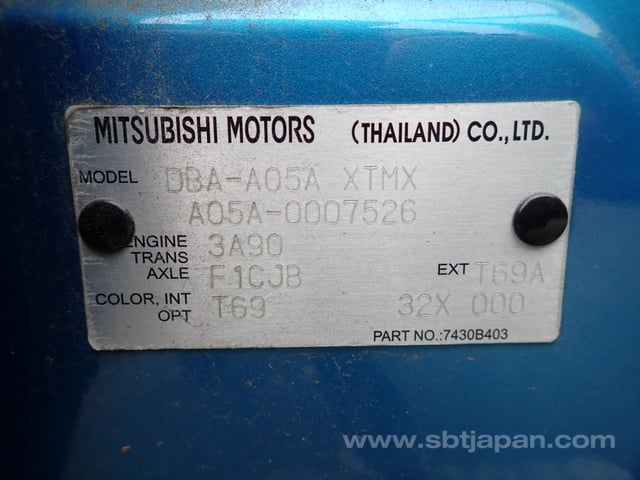 MITSUBISHI MOTORS (THAILAND) CO., LTD.
MODEL DBA-A05A XTMX
A05A-0007526
ENGINE 3A90
TRANS
AXLE F1CJB EXT T69A
COLOR, INT T69 32X 000
OPT
PART NO.:7430B403
www.sbtjapan.com